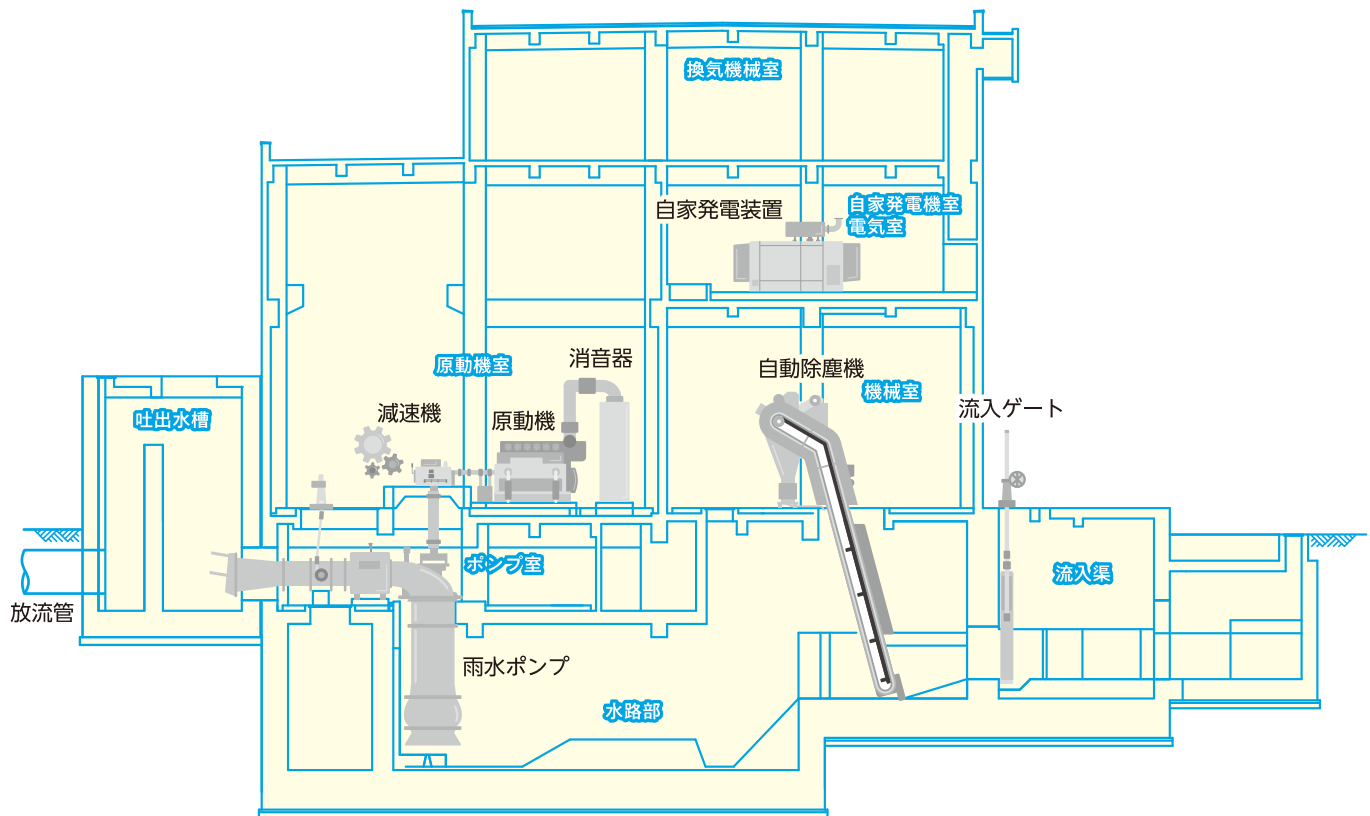 換気機械室
自家発電装置
自家発電機室
電気室
原動機室
消音器
自動除塵機
機械室
減速機
原動機
流入ゲート
吐出水槽
ポンプ室
流入渠
放流管
雨水ポンプ
水路部